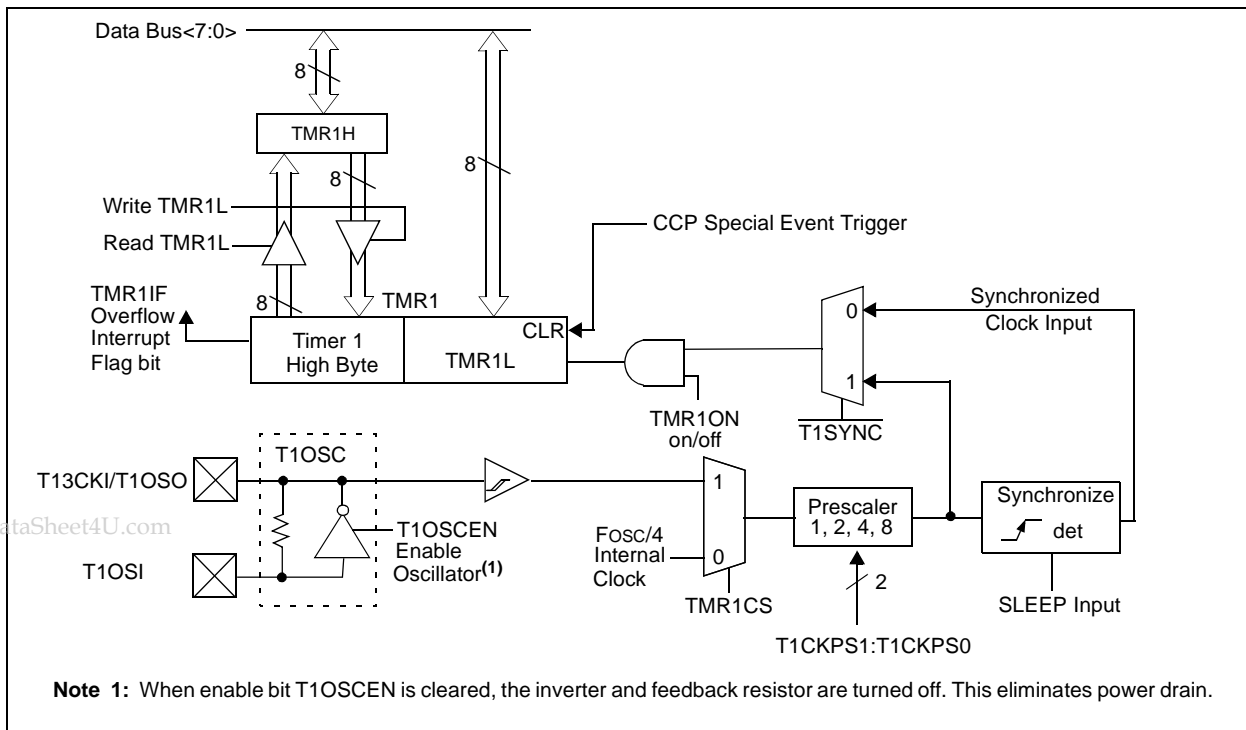 Data Bus<7:0>
8
TMR1H
8
8
Write TMR1L
CCP Special Event Trigger
Read TMR1L
8
TMR1
TMR1IF
Overflow
Interrupt
Flag bit
Timer 1
High Byte
TMR1L
CLR
0
1
Synchronized
Clock Input
TMR1ON
on/off
T1SYNC
T1OSC
T13CKI/T1OSO
T1OSI
T1OSCEN
Enable
Oscillator(1)
FOSC/4
Internal
Clock
1
0
TMR1CS
Prescaler
1, 2, 4, 8
2
T1CKPS1:T1CKPS0
Synchronize
det
SLEEP Input
ataSheet4U.com
Note 1: When enable bit T1OSCEN is cleared, the inverter and feedback resistor are turned off. This eliminates power drain.